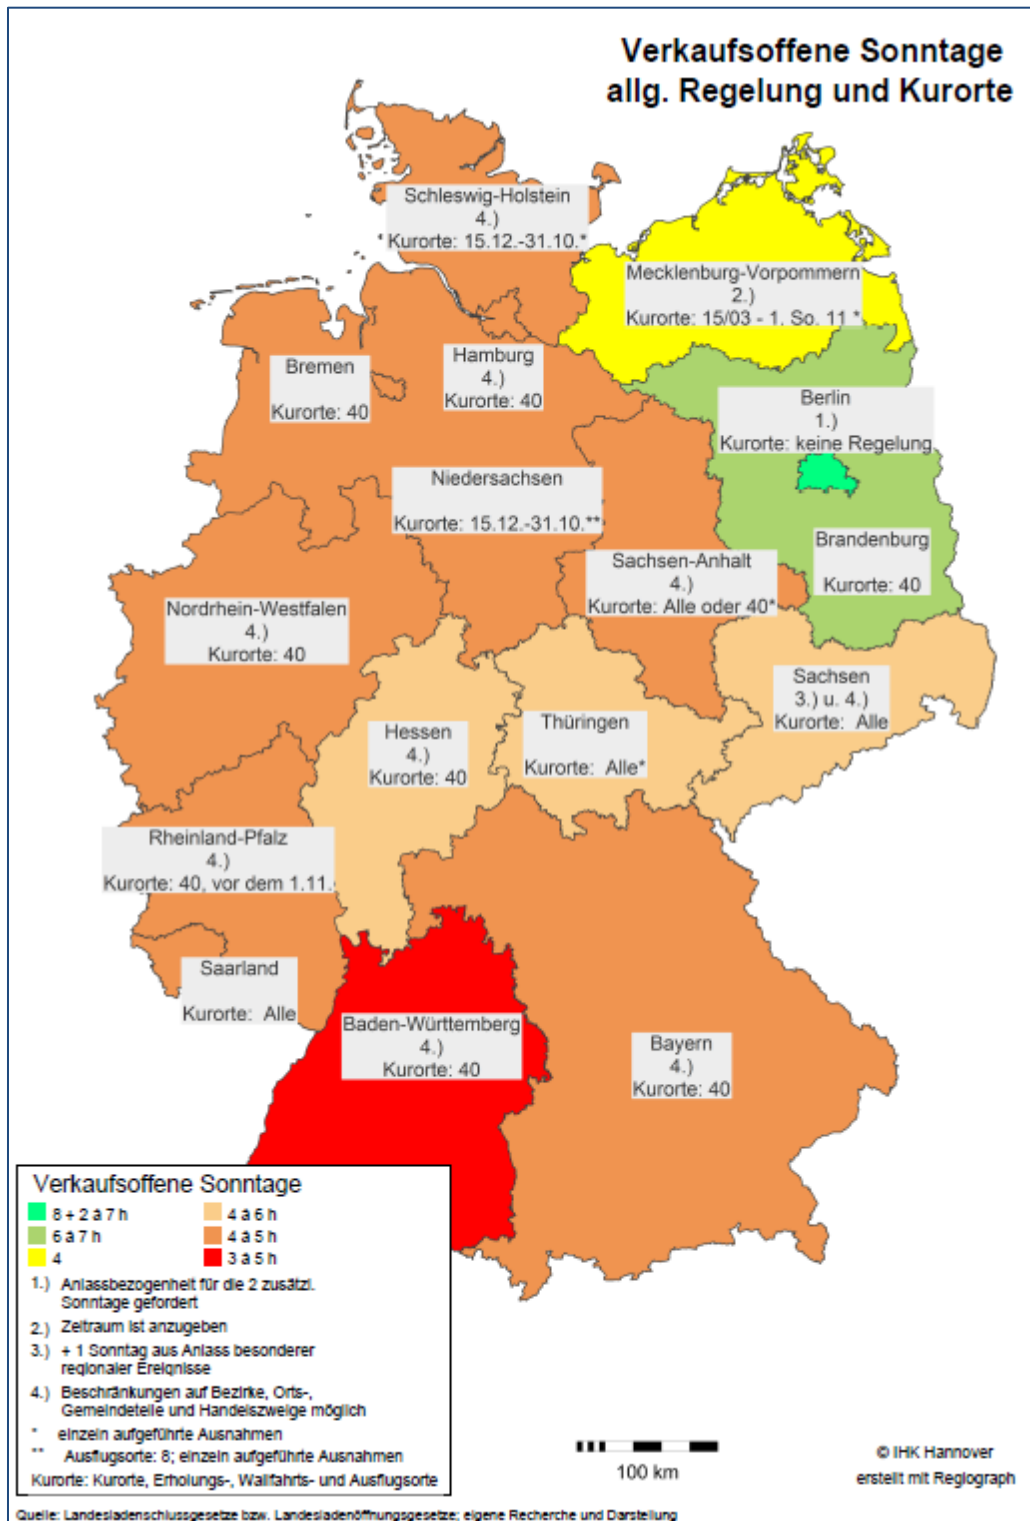 Verkaufsoffene Sonntage
allg. Regelung und Kurorte
Schleswig-Holstein
4.)
* Kurorte: 15.12.-31.10.*
Mecklenburg-Vorpommern
2.)
Kurorte: 15/03 - 1. So. 11 *
Bremen
Kurorte: 40
Hamburg
4.)
Kurorte: 40
Berlin
1.)
Kurorte: keine Regelung
Niedersachsen
Kurorte: 15.12.-31.10.**
Brandenburg
Kurorte: 40
Sachsen-Anhalt
4.)
Kurorte: Alle oder 40*
Nordrhein-Westfalen
4.)
Kurorte: 40
Sachsen
3.) u. 4.)
Kurorte: Alle
Hessen
4.)
Kurorte: 40
Thüringen
Kurorte: Alle*
Rheinland-Pfalz
4.)
Kurorte: 40, vor dem 1.11.
Saarland
Kurorte: Alle
Baden-Württemberg
4.)
Kurorte: 40
Bayern
4.)
Kurorte: 40
Verkaufsoffene Sonntage
8 + 2 à 7 h
4 à 6 h
6 à 7 h
4 à 5 h
4
3 à 5 h
1.) Anlassbezogenheit für die 2 zusätzl.
Sonntage gefordert
2.) Zeitraum ist anzugeben
3.) + 1 Sonntag aus Anlass besonderer
regionaler Ereignisse
4.) Beschränkungen auf Bezirke, Orts-,
Gemeindeteile und Handelszweige möglich
* einzeln aufgeführte Ausnahmen
** Ausflugsorte: 8; einzeln aufgeführte Ausnahmen
Kurorte: Kurorte, Erholungs-, Wallfahrts- und Ausflugsorte
100 km
© IHK Hannover
erstellt mit Regiograph
Quelle: Landesladenschlussgesetze bzw. Landesladenöffnungsgesetze; eigene Recherche und Darstellung